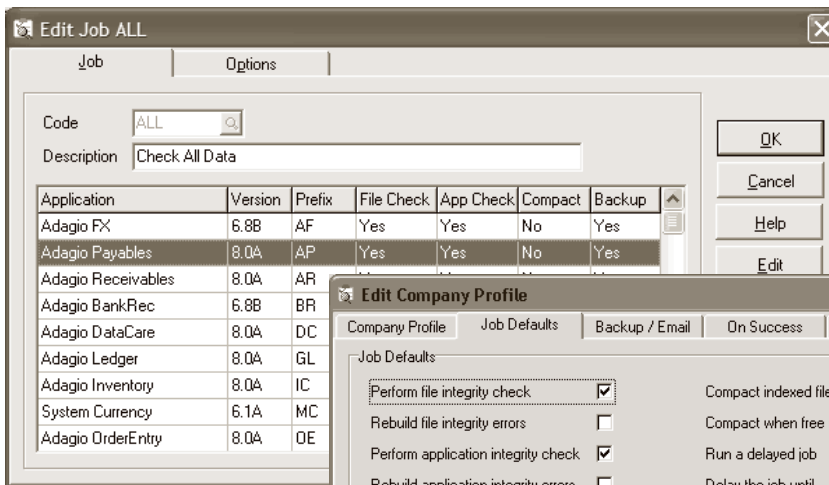 Edit Job ALL
Job Options
Code ALL
OK
Description Check All Data
Cancel
Application Version Prefix File Check App Check Compact Backup
Adagio FX 6.8B AF Yes Yes No Yes
Help
Adagio Payables 8.0A AP Yes Yes No Yes
Edit
Adagio Receivables 8.0A AR
Adagio BankRec 6.8B BR
Adagio DataCare 8.0A DC
Adagio Ledger 8.0A GL
Adagio Inventory 8.0A IC
System Currency 6.1A MC
Adagio OrderEntry 8.0A OE
Edit Company Profile
Company Profile Job Defaults Backup / Email On Success
Job Defaults
Perform file integrity check Compact indexed file
Rebuild file integrity errors Compact when free
Perform application integrity check Run a delayed job
Rebuild application integrity errors Delay the job until